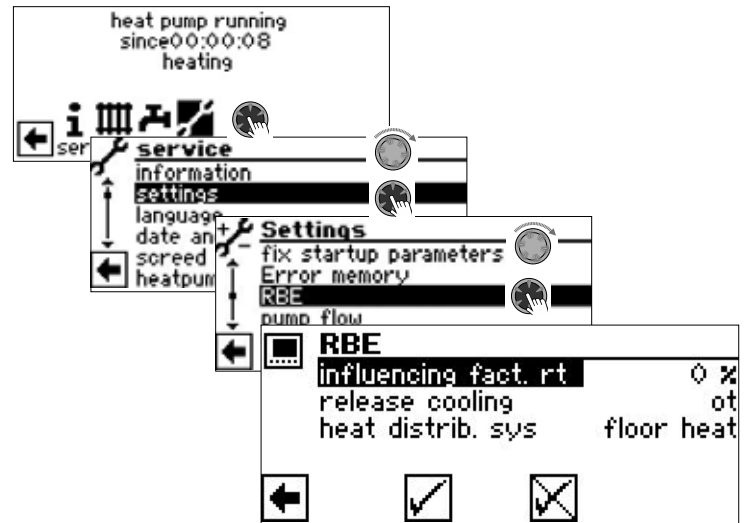 heat pump running
since00:00:08
heating
ser
service
information
settings
language
date an
screed
heatpum
Settings
fix startup parameters
Error memory
RBE
pump flow
RBE
influencing fact. rt 0 %
release cooling ot
heat distrib. sys floor heat